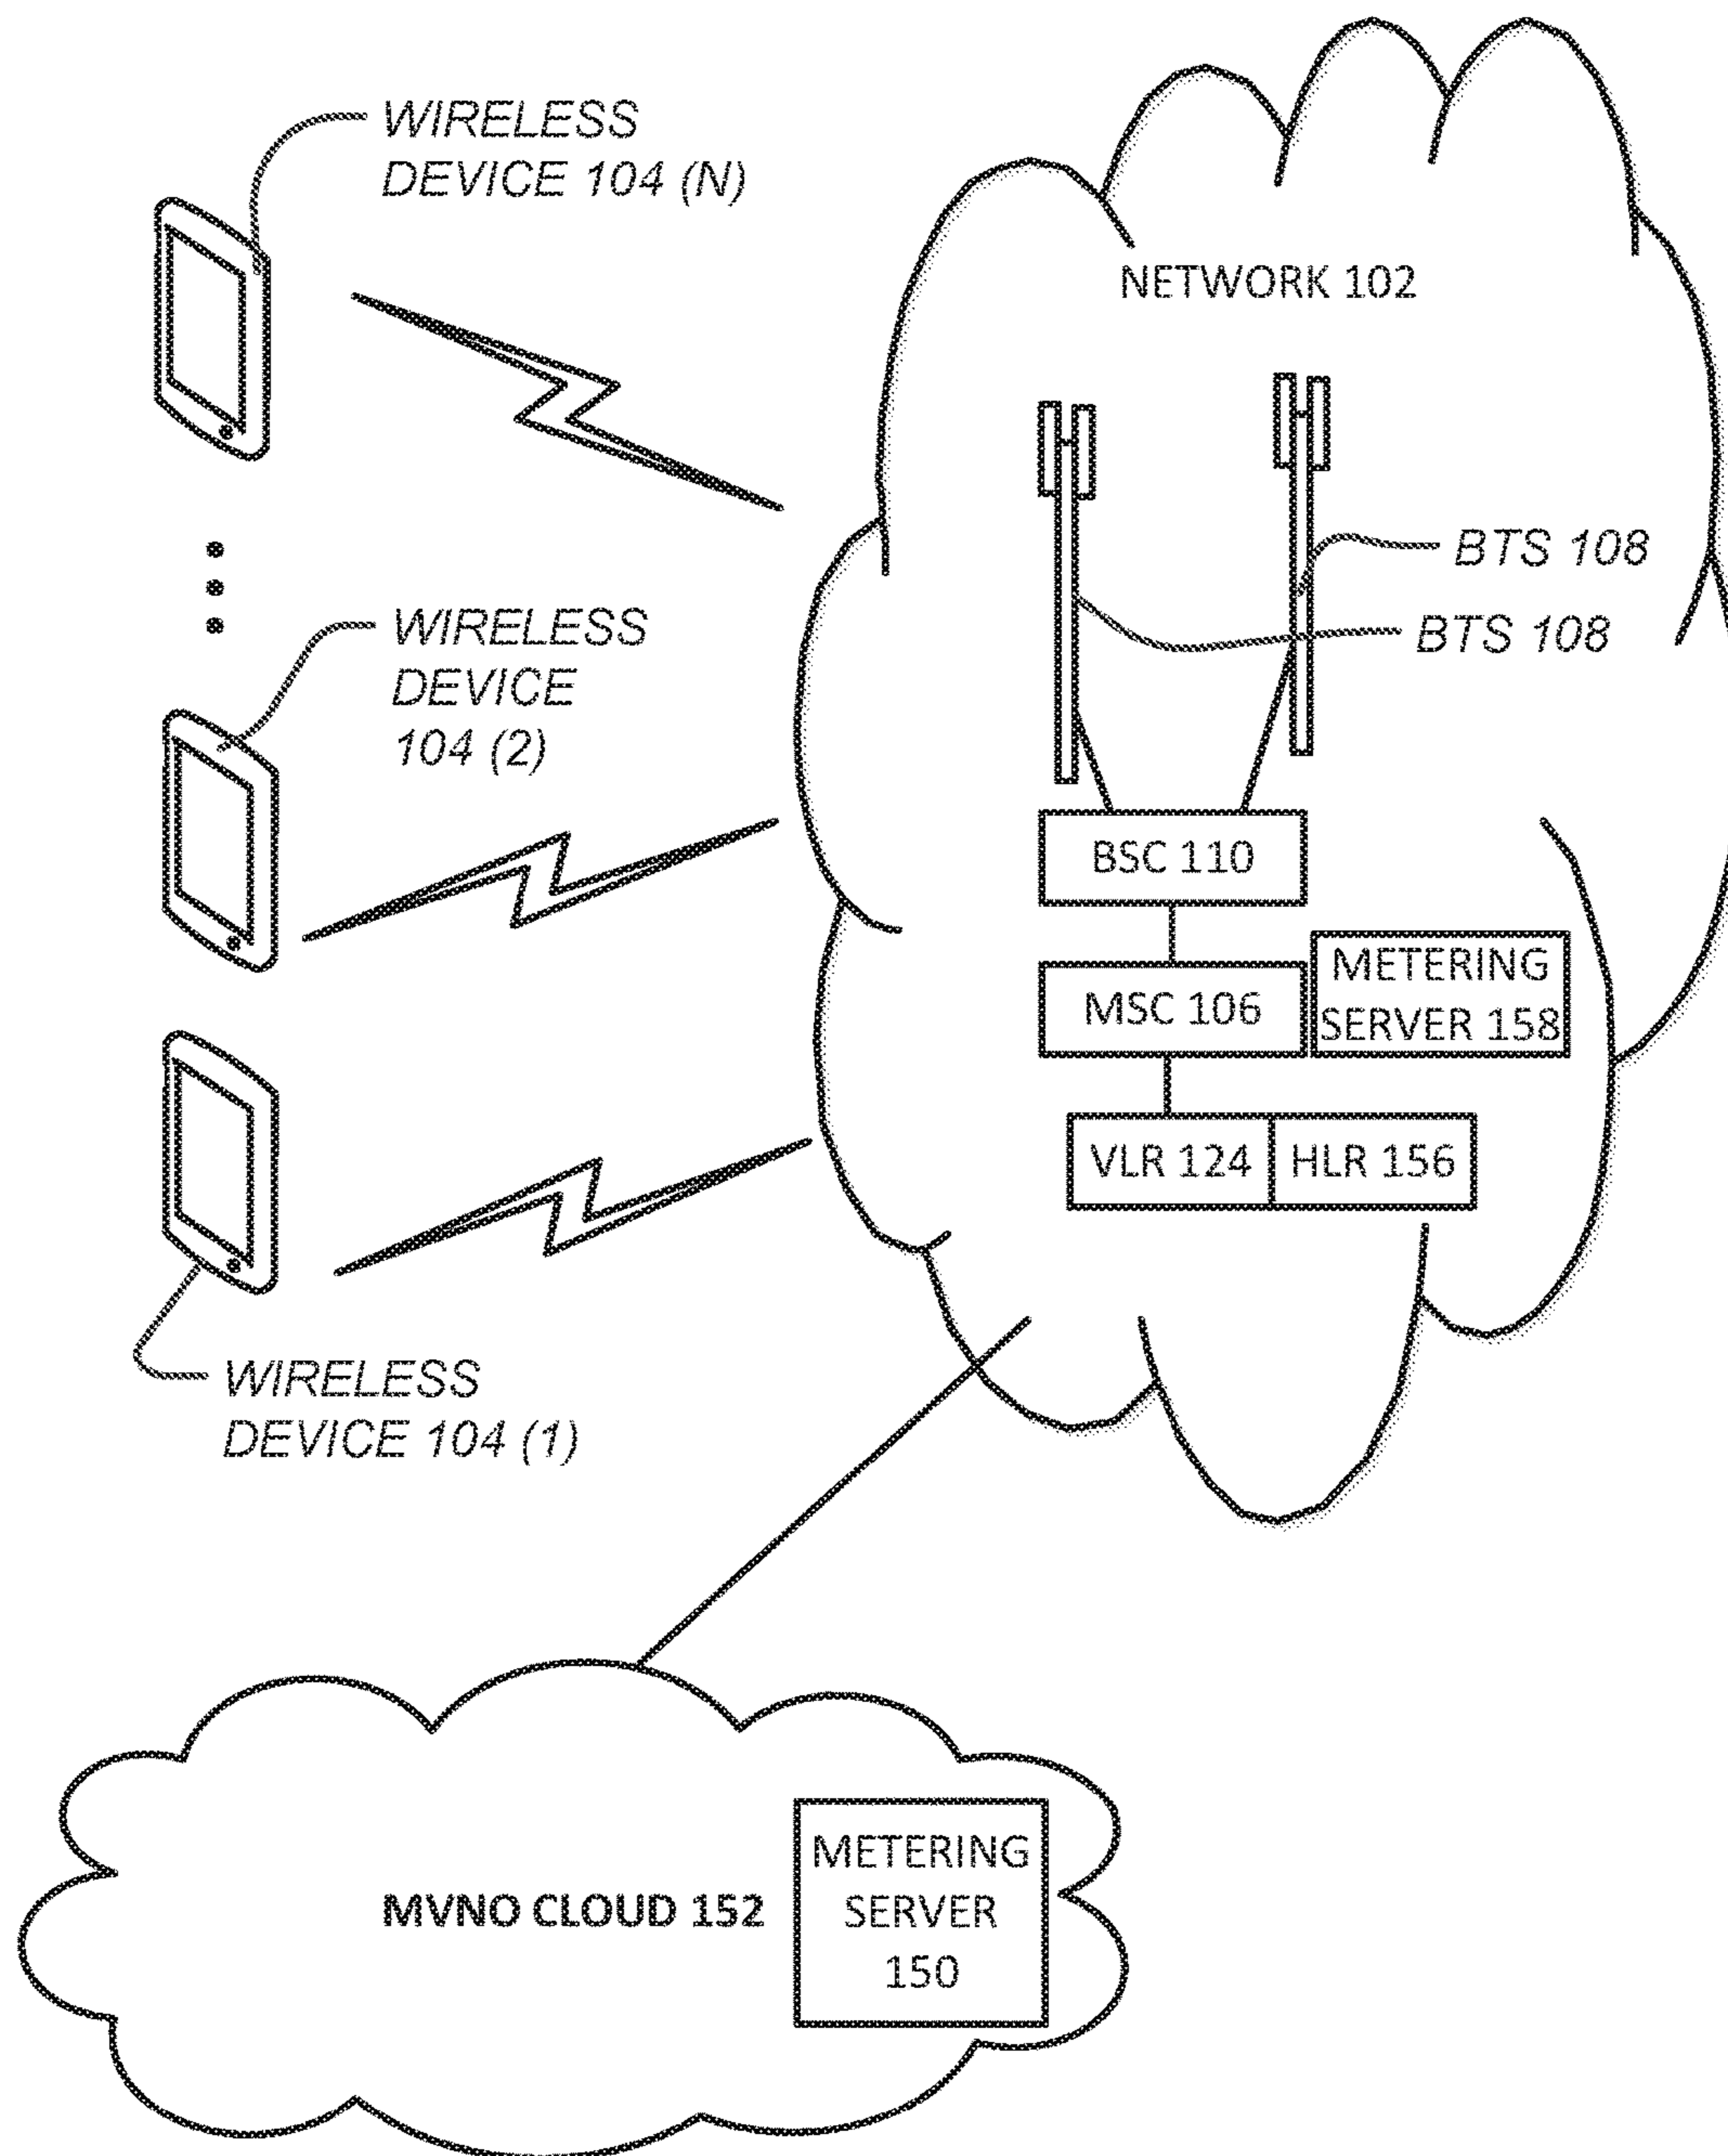 WIRELESS
DEVICE 104 (N)
NETWORK 102
BTS 108
BTS 108
WIRELESS
DEVICE
104 (2)
BSC 110
METERING
SERVER 158
MSC 106
VLR 124
HLR 156
WIRELESS
DEVICE 104 (1)
MVNO CLOUD 152
METERING
SERVER
150